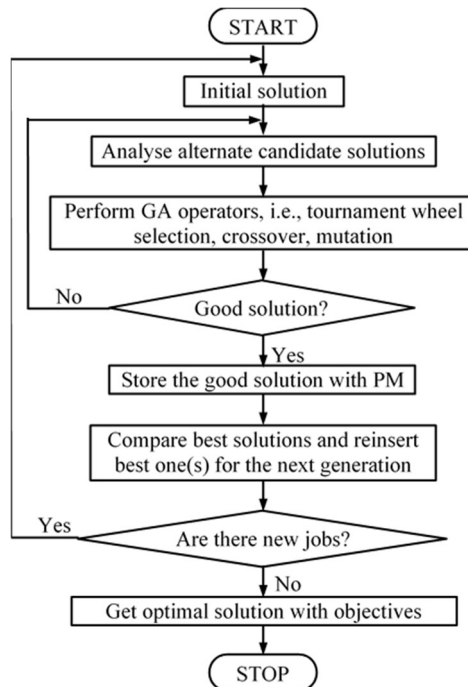 START
Initial solution
Analyse alternate candidate solutions
Perform GA operators, i.e., tournament wheel
selection, crossover, mutation
No
Good solution?
Yes
Store the good solution with PM
Compare best solutions and reinsert
best one(s) for the next generation
Yes
Are there new jobs?
No
Get optimal solution with objectives
STOP